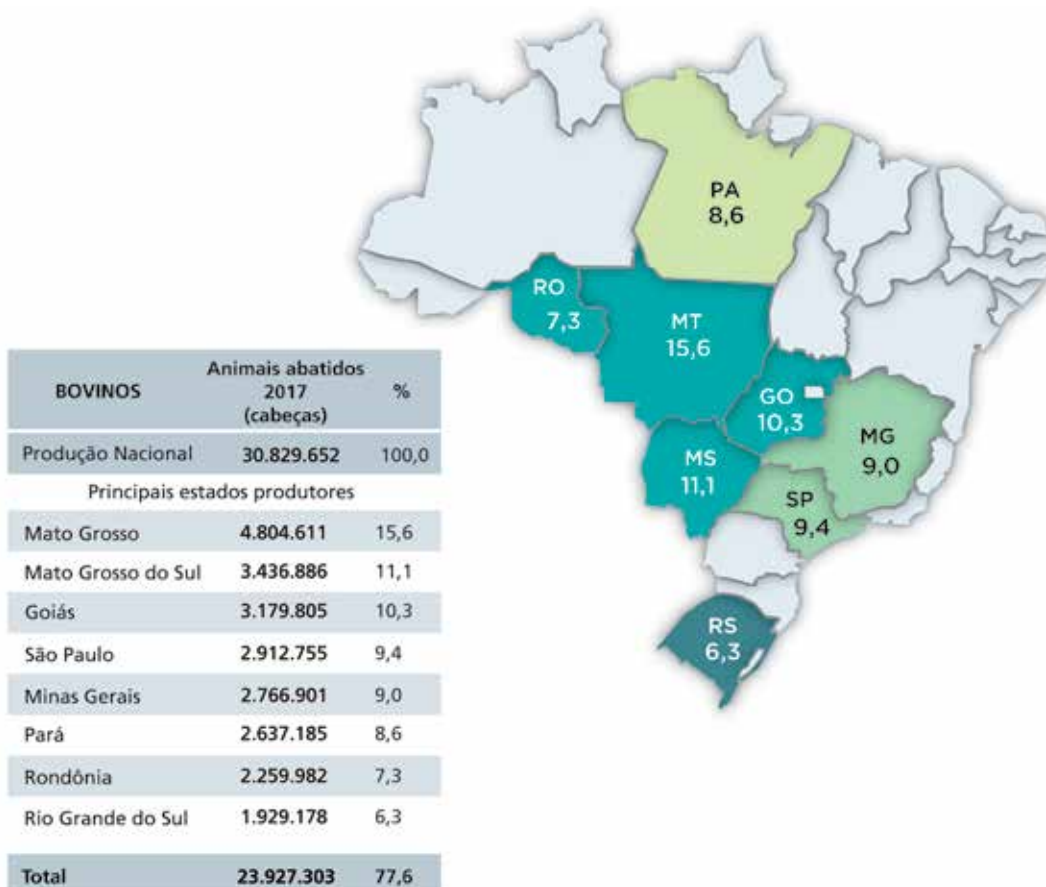 PA
8,6
RO
7,3
MT
15,6
GO
10,3
MS
11,1
MG
9,0
SP
9,4
RS
6,3
BOVINOS Animais abatidos 2017 (cabeças) %
Produção Nacional 30.829.652 100,0
Principais estados produtores
Mato Grosso 4.804.611 15,6
Mato Grosso do Sul 3.436.886 11,1
Goiás 3.179.805 10,3
São Paulo 2.912.755 9,4
Minas Gerais 2.766.901 9,0
Pará 2.637.185 8,6
Rondônia 2.259.982 7,3
Rio Grande do Sul 1.929.178 6,3
Total 23.927.303 77,6